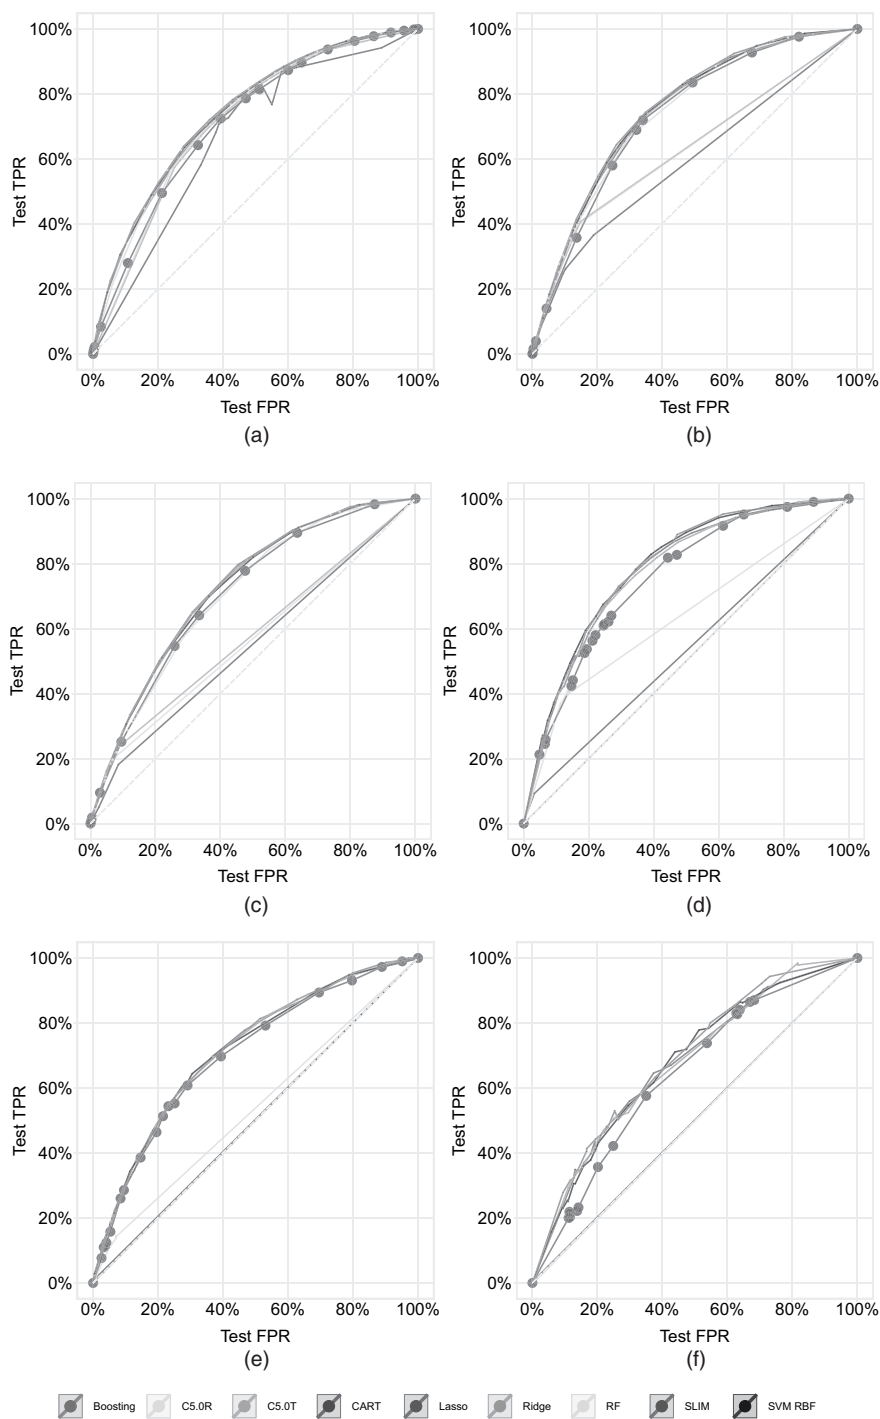 100%
100%
80%
80%
60%
60%
Test TPR
Test TPR
40%
40%
20%
20%
0%
0%
0% 20% 40% 60% 80% 100%
0% 20% 40% 60% 80% 100%
Test FPR
Test FPR
(a)
(b)
100%
100%
80%
80%
60%
60%
Test TPR
Test TPR
40%
40%
20%
20%
0%
0%
0% 20% 40% 60% 80% 100%
0% 20% 40% 60% 80% 100%
Test FPR
Test FPR
(c)
(d)
100%
100%
80%
80%
60%
60%
Test TPR
Test TPR
40%
40%
20%
20%
0%
0%
0% 20% 40% 60% 80% 100%
0% 20% 40% 60% 80% 100%
Test FPR
Test FPR
(e)
(f)
Boosting C5.0R C5.0T CART Lasso Ridge RF SLIM SVM RBF